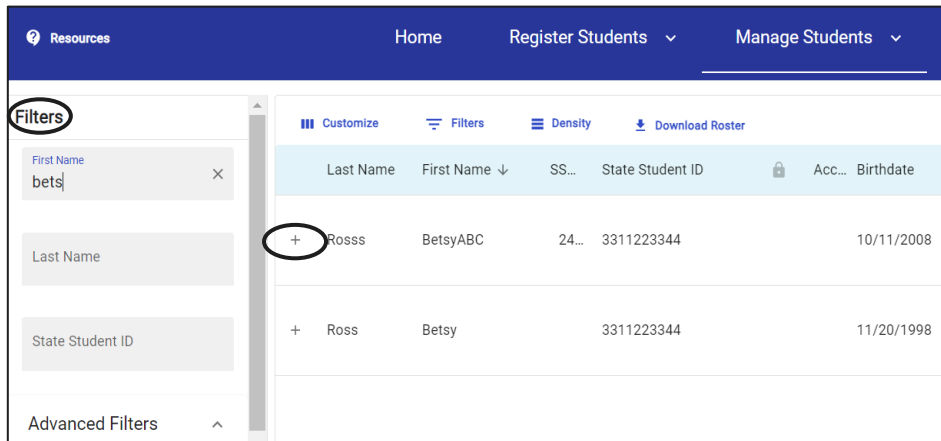 Resources Home Register Students Manage Students
Filters
First Name
bets
Last Name
State Student ID
Advanced Filters
Customize Filters Density Download Roster
Last Name First Name SS... State Student ID Acc... Birthdate
Rosss BetsyABC 24... 3311223344 10/11/2008
Ross Betsy 3311223344 11/20/1998